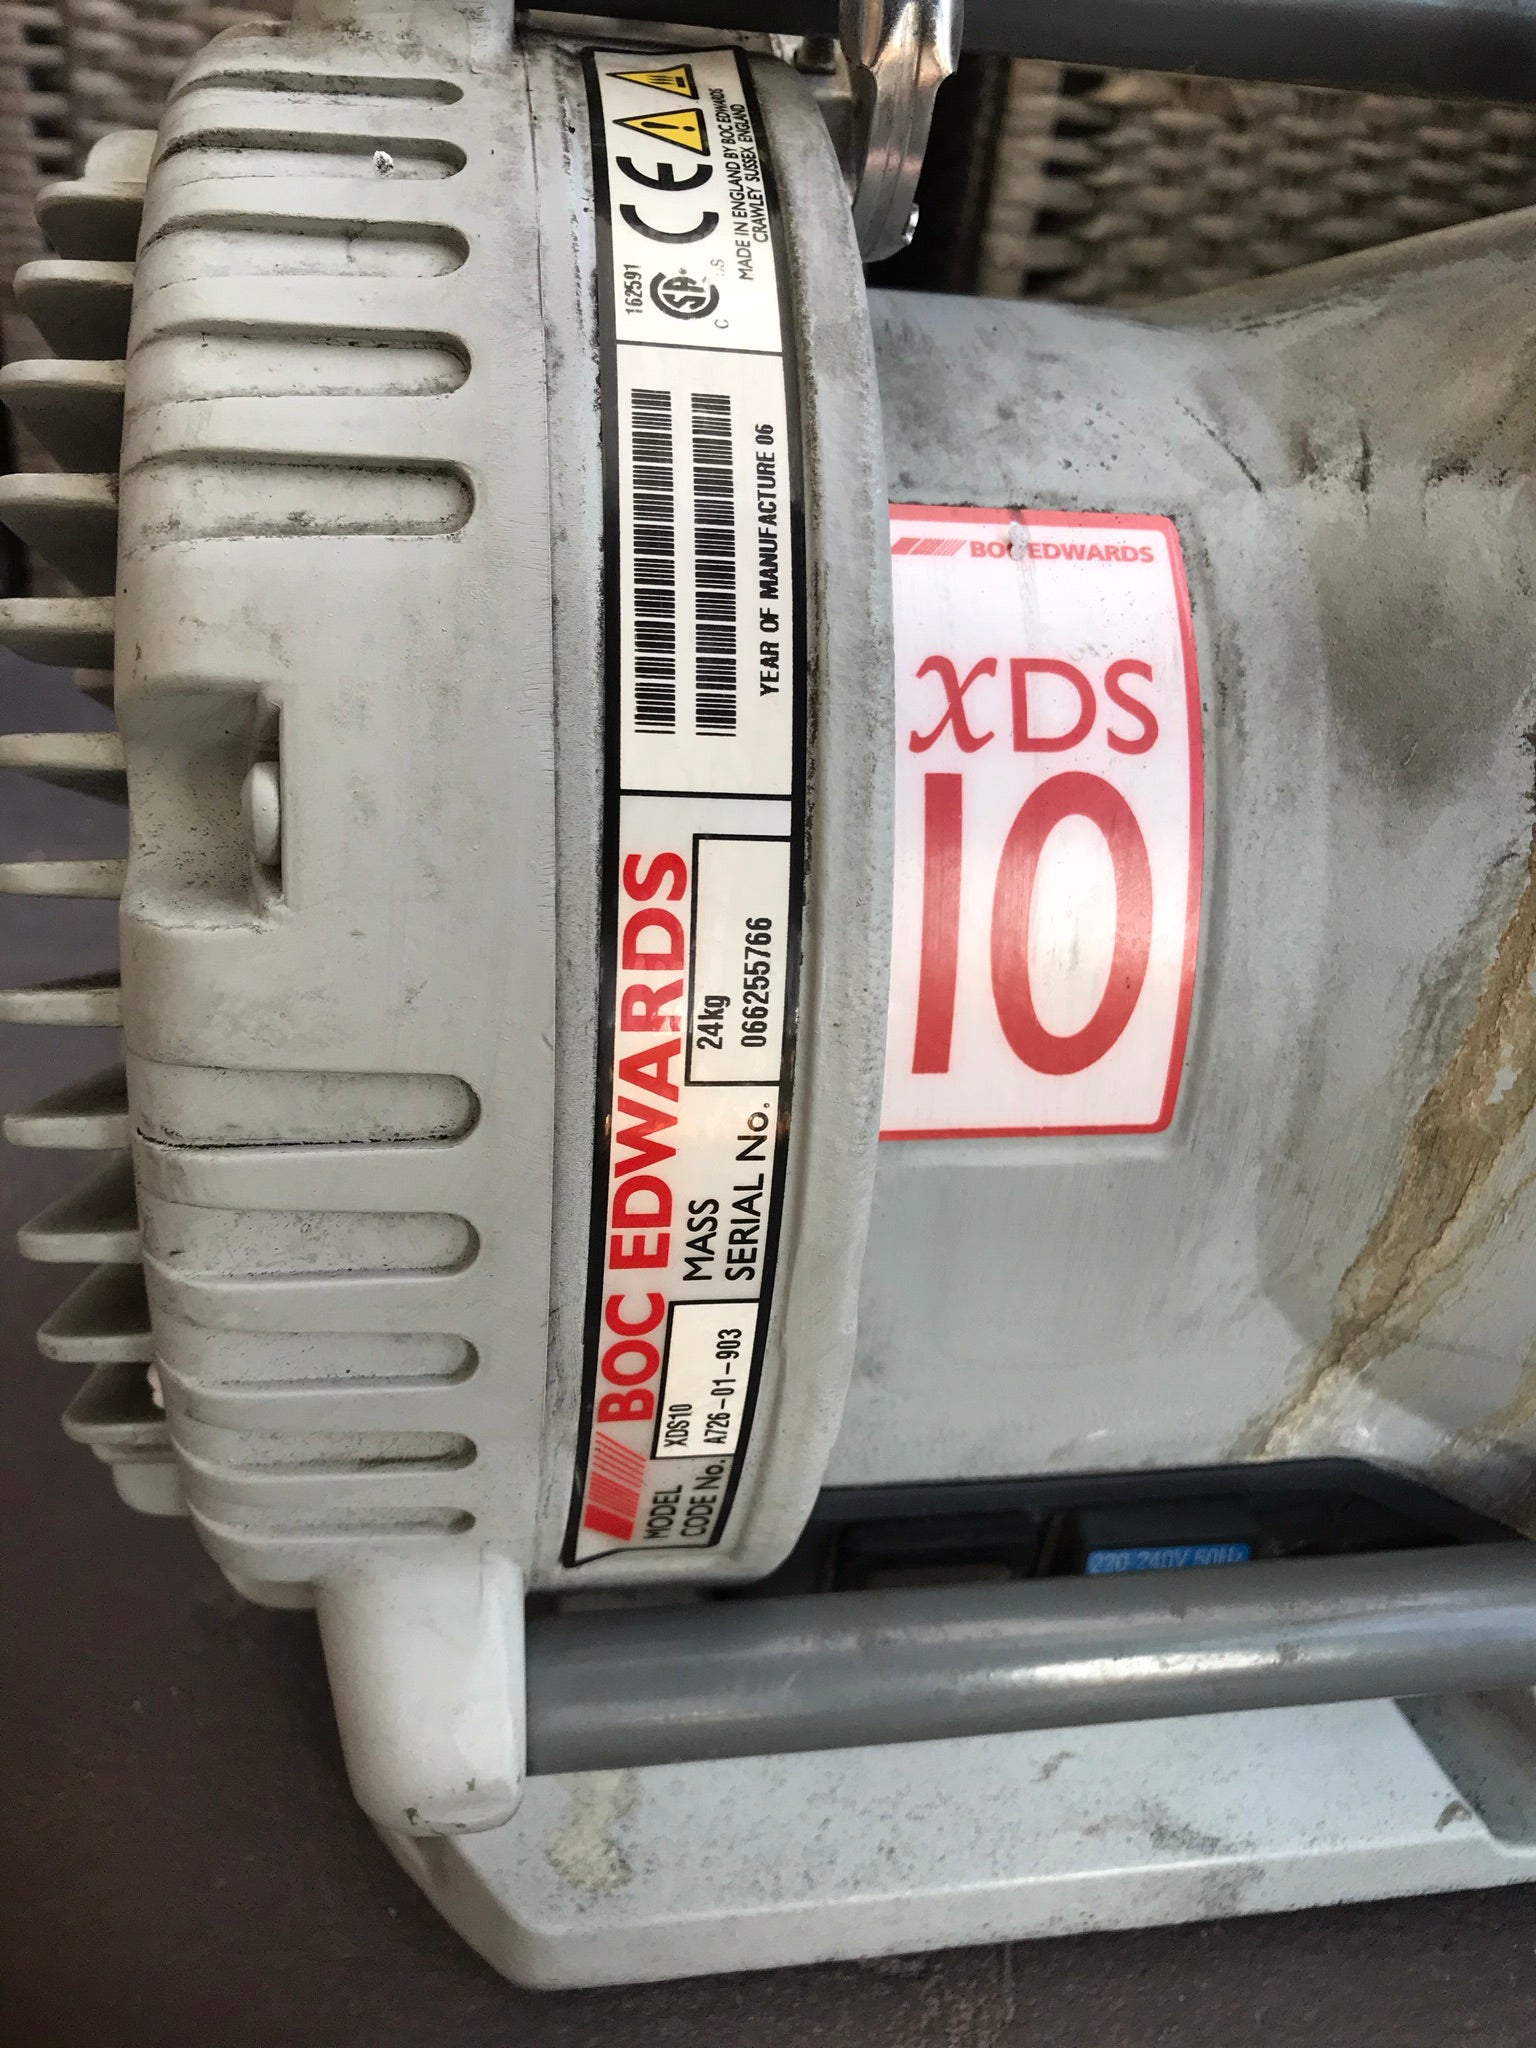 BOC EDWARDS
MODEL XDS10
CODE No. A726-01-903
MASS 24kg
SERIAL No. 066255766
YEAR OF MANUFACTURE 06
162591
CE
C SA US
MADE IN ENGLAND BY BOC EDWARDS
CRAWLEY SUSSEX ENGLAND
BOC EDWARDS
XDS
10
220-240V 50Hz